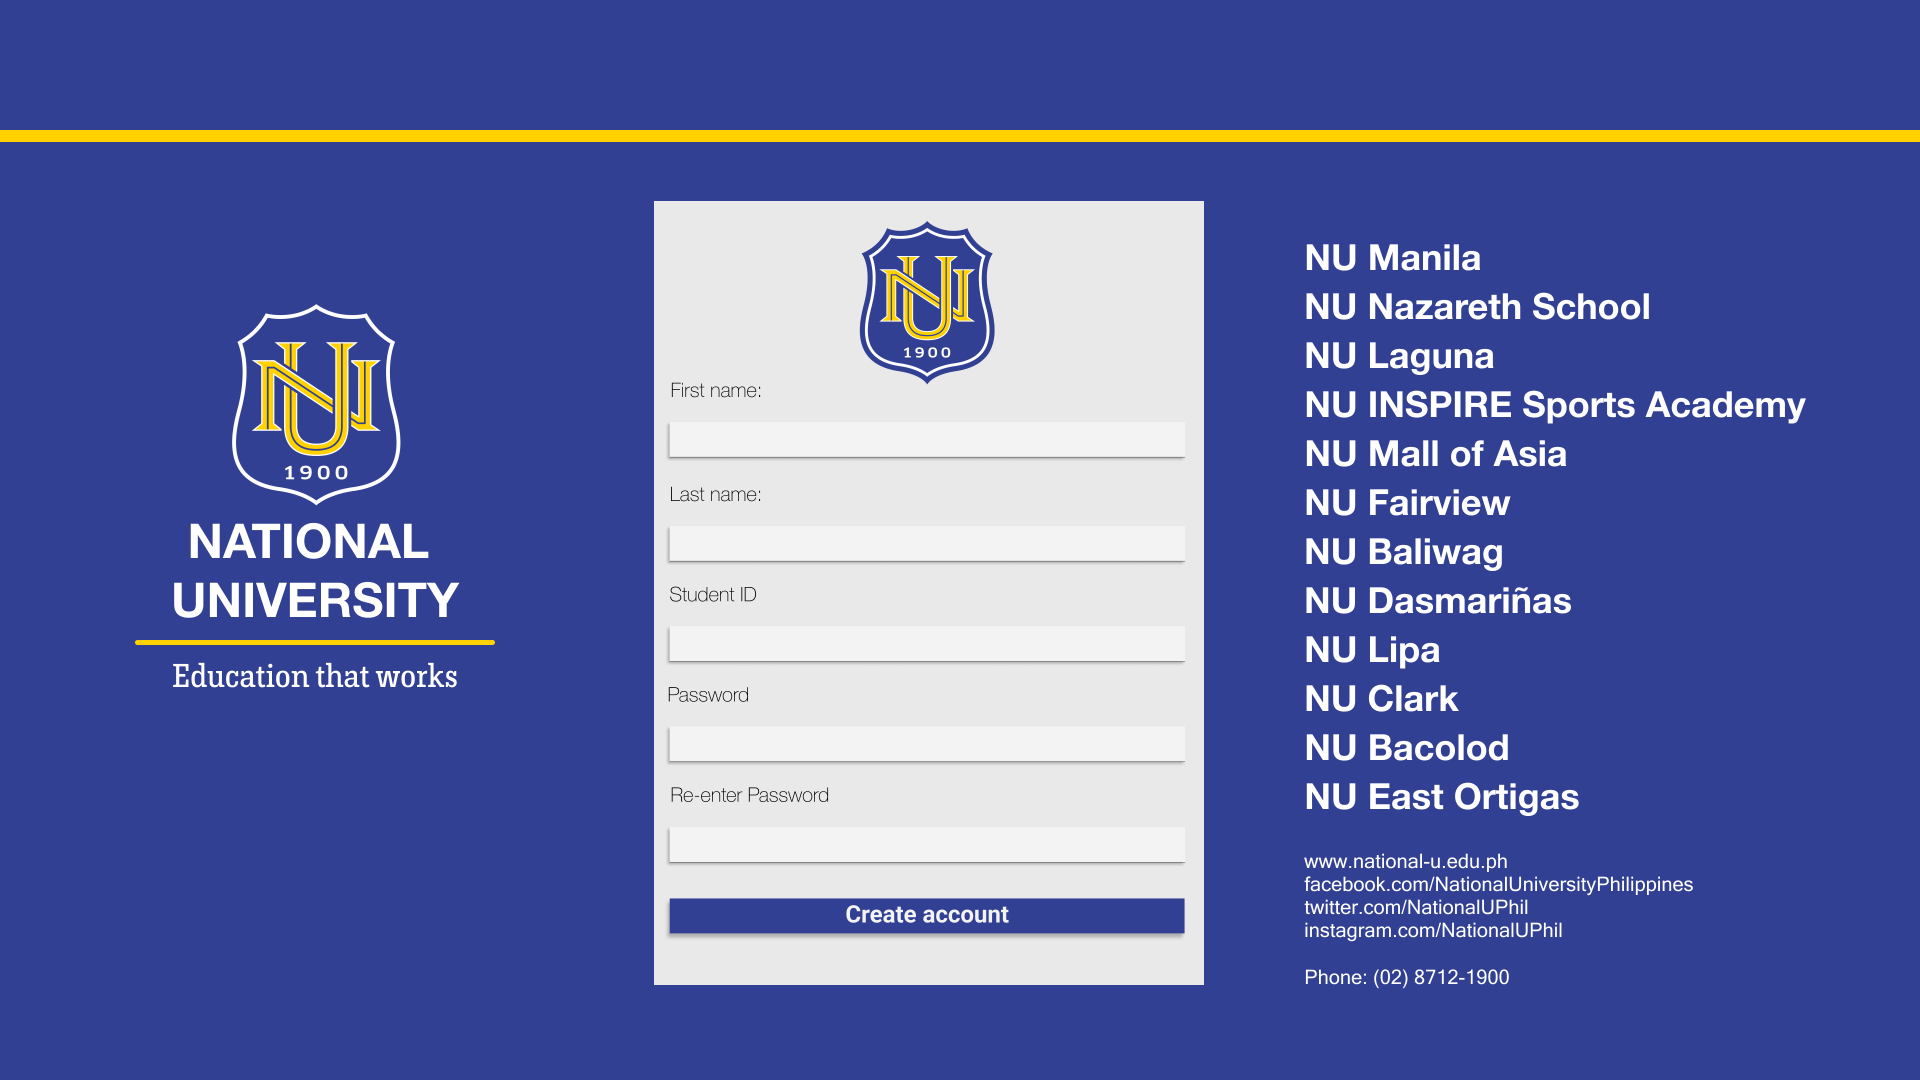 NU
1900
NATIONAL
UNIVERSITY
Education that works
NU
1900
First name:
Last name:
Student ID
Password
Re-enter Password
Create account
NU Manila
NU Nazareth School
NU Laguna
NU INSPIRE Sports Academy
NU Mall of Asia
NU Fairview
NU Baliwag
NU Dasmariñas
NU Lipa
NU Clark
NU Bacolod
NU East Ortigas
www.national-u.edu.ph
facebook.com/NationalUniversityPhilippines
twitter.com/NationalUPhil
instagram.com/NationalUPhil
Phone: (02) 8712-1900